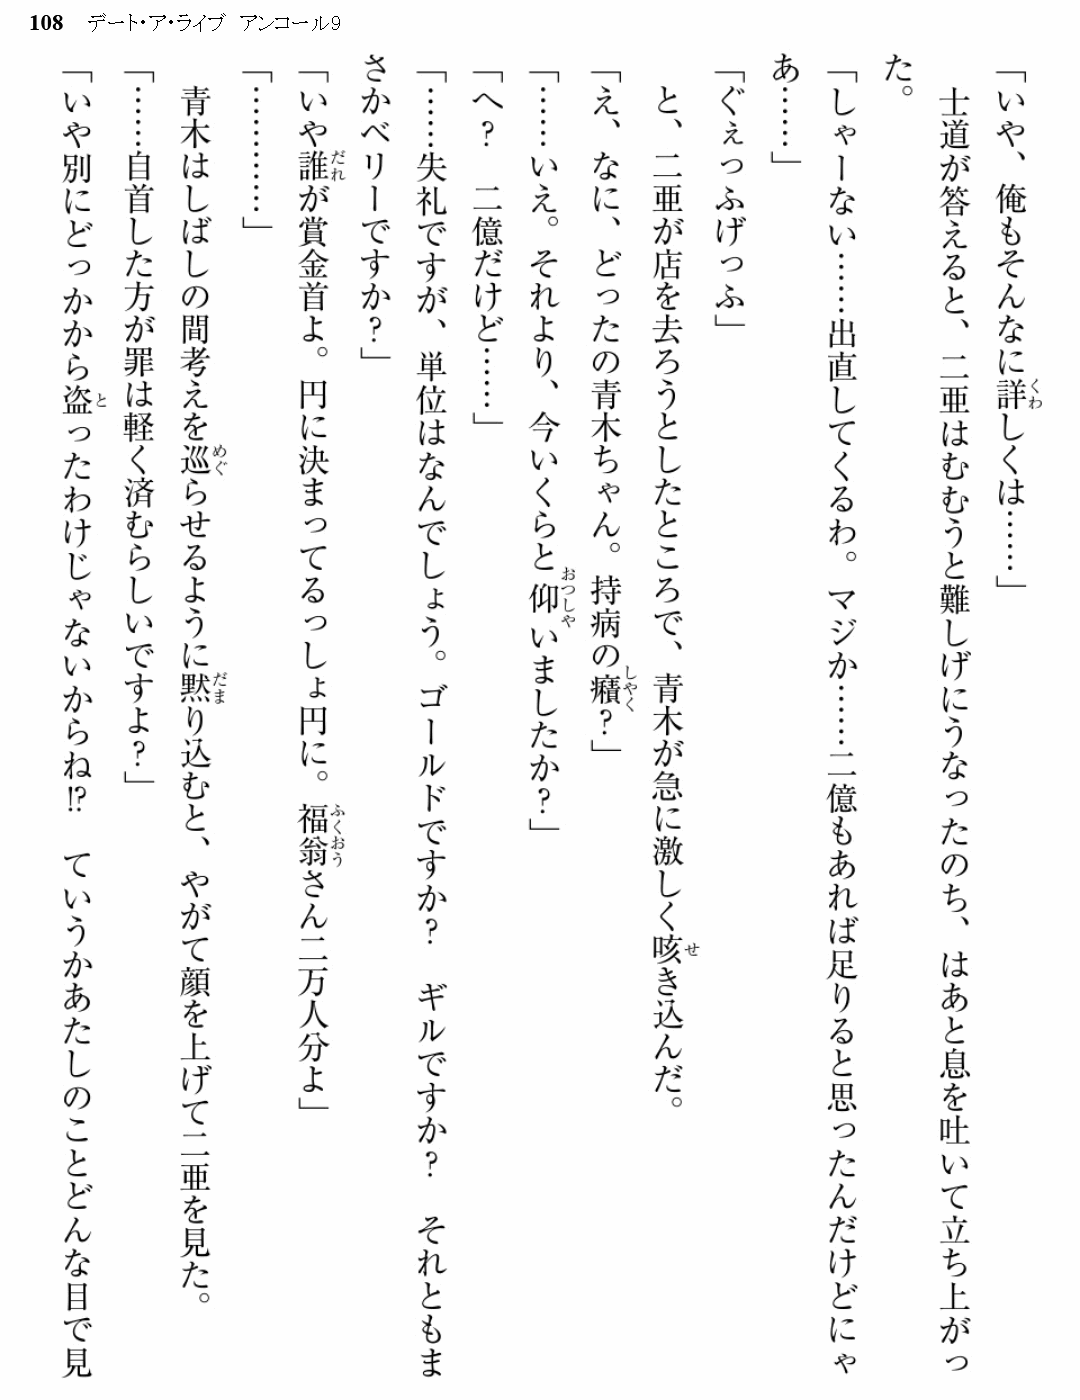 108 デート・ア・ライブ アンコール9
「いや、俺もそんなに詳しくは……」
士道が答えると、二亜はむむうと難しげにうなったのち、はあと息を吐いて立ち上がっ
た。
「しゃーない……出直してくるわ。マジか……二億もあれば足りると思ったんだけどにゃ
あ……」
「ぐぇっふげっふ」
と、二亜が店を去ろうとしたところで、青木が急に激しく咳き込んだ。
「え、なに、どったの青木ちゃん。持病の癪？」
「……いえ。それより、今いくらと仰いましたか？」
「へ？　二億だけど……」
「……失礼ですが、単位はなんでしょう。ゴールドですか？　ギルですか？　それともま
さかベリーですか？」
「いや誰が賞金首よ。円に決まってるっしょ円に。福翁さん二万人分よ」
「…………」
青木はしばしの間考えを巡らせるように黙り込むと、やがて顔を上げて二亜を見た。
「……自首した方が罪は軽く済むらしいですよ？」
「いや別にどっかから盗ったわけじゃないからね!?　ていうかあたしのことどんな目で見